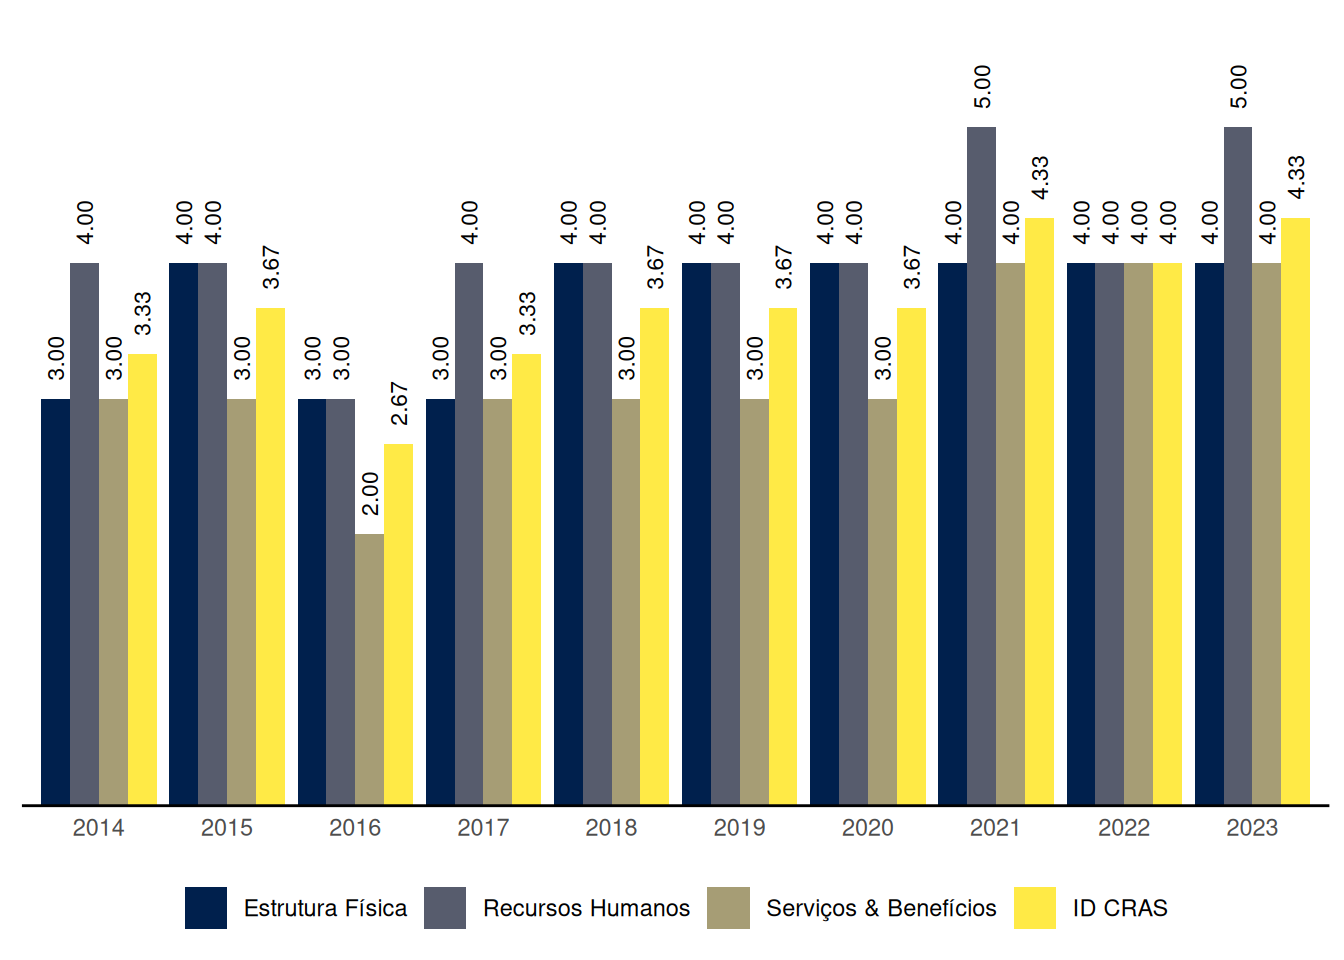 5.00 5.00
4.33 4.33
4.00 4.00 4.00 4.00 4.00 4.00 4.00 4.00 4.00 4.00 4.00 4.00 4.00 4.00 4.00 4.00 4.00 4.00
3.67 3.67 3.67 3.67
3.33 3.33
3.00 3.00 3.00 3.00 3.00 3.00 3.00 3.00 3.00 3.00
2.67
2.00
2014 2015 2016 2017 2018 2019 2020 2021 2022 2023
Estrutura Física Recursos Humanos Serviços & Benefícios ID CRAS